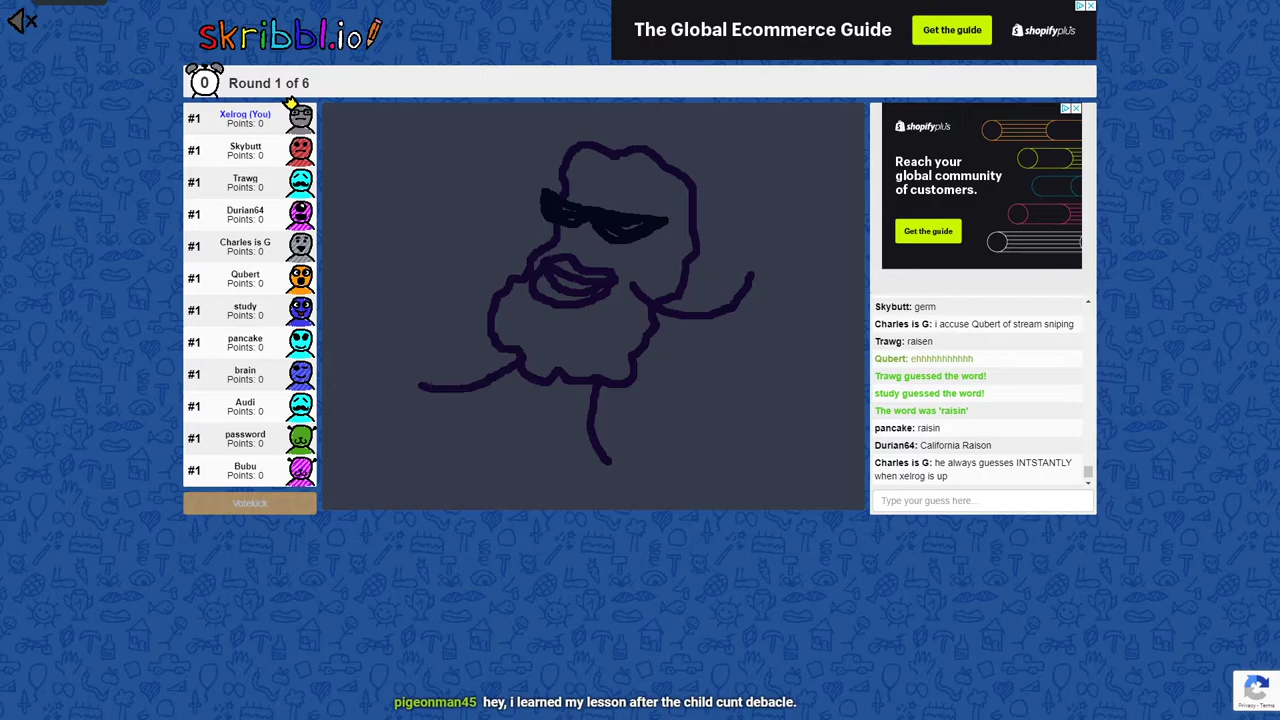 The Global Ecommerce Guide
Get the guide
shopifyplus
skribbl.io
0
Round 1 of 6
#1 Xelrog (You)
Points: 0
#1 Skybutt
Points: 0
#1 Trawg
Points: 0
#1 Durian64
Points: 0
#1 Charles is G
Points: 0
#1 Qubert
Points: 0
#1 study
Points: 0
#1 pancake
Points: 0
#1 brain
Points: 0
#1 Audi
Points: 0
#1 password
Points: 0
#1 Bubu
Points: 0
Votekick
shopifyplus
Reach your
global community
of customers.
Get the guide
Skybutt: germ
Charles is G: i accuse Qubert of stream sniping
Trawg: raisen
Qubert: ehhhhhhhhhh
Trawg guessed the word!
study guessed the word!
The word was 'raisin'
pancake: raisin
Durian64: California Raison
Charles is G: he always guesses INTSTANTLY
when xelrog is up
Type your guess here...
pigeonman45 hey, i learned my lesson after the child cunt debacle.
Privacy - Terms